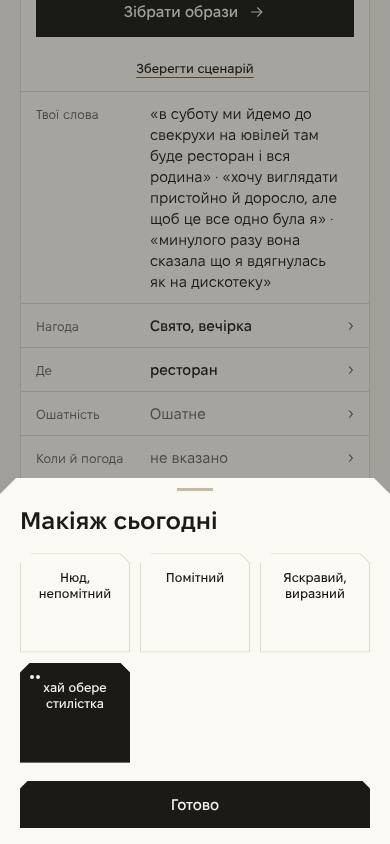 Зібрати образи →
Зберегти сценарій
Твої слова
«в суботу ми йдемо до
свекрухи на ювілей там
буде ресторан і вся
родина» · «хочу виглядати
пристойно й доросло, але
щоб це все одно була я» ·
«минулого разу вона
сказала що я вдягнулась
як на дискотеку»
Нагода Свято, вечірка
Де ресторан
Ошатність Ошатне
Коли й погода не вказано
Макіяж сьогодні
Нюд,
непомітний
Помітний
Яскравий,
виразний
хай обере
стилістка
Готово